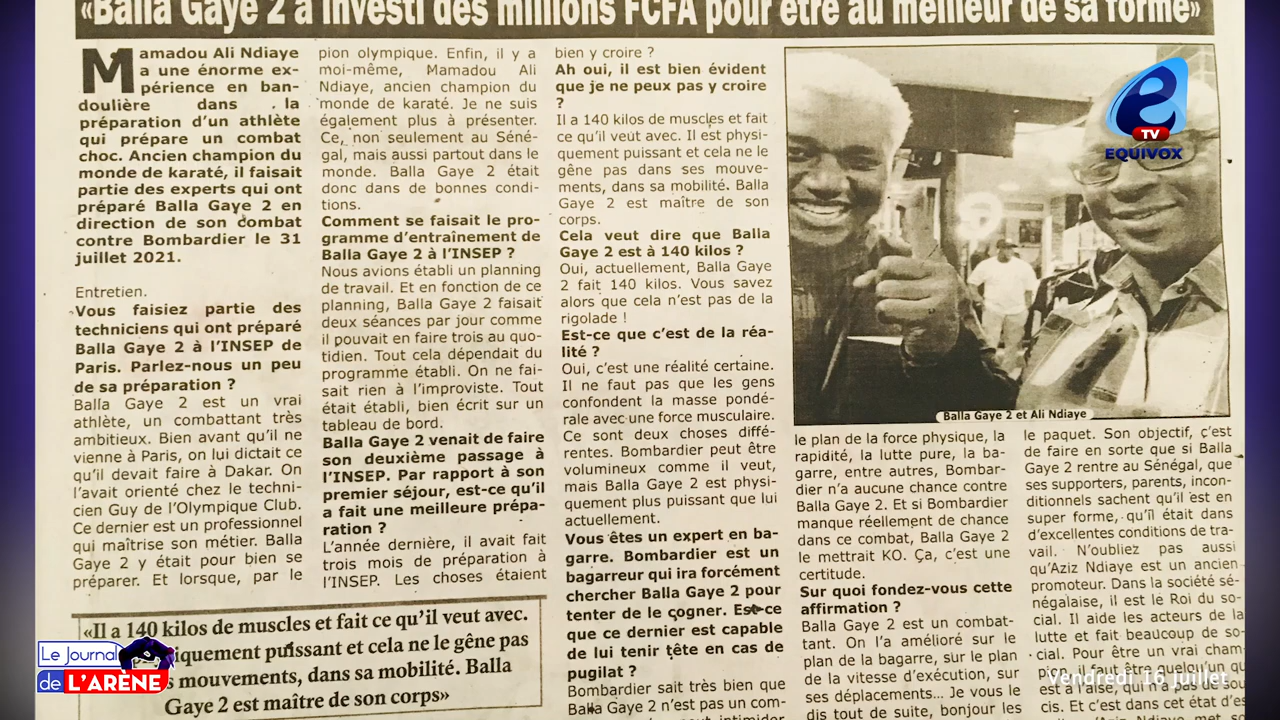 «Balla Gaye 2 a investi des millions FCFA pour être au meilleur de sa forme»
Mamadou Ali Ndiaye
a une énorme ex-
périence en ban-
doulière dans la
préparation d'un athlète
qui prépare un combat
choc. Ancien champion du
monde de karaté, il faisait
partie des experts qui ont
préparé Balla Gaye 2 en
direction de son combat
contre Bombardier le 31
juillet 2021.
Entretien.
Vous faisiez partie des
techniciens qui ont préparé
Balla Gaye 2 à l'INSEP de
Paris. Parlez-nous un peu
de sa préparation ?
Balla Gaye 2 est un vrai
athlète, un combattant très
ambitieux. Bien avant qu'il ne
vienne à Paris, on lui dictait ce
qu'il devait faire à Dakar. On
l'avait orienté chez le techni-
cien Guy de l'Olympique Club.
Ce dernier est un professionnel
qui maîtrise son métier. Balla
Gaye 2 y était pour bien se
préparer. Et lorsque, par le
«Il a 140 kilos de muscles et fait ce qu'il veut avec.
iquement puissant et cela ne le gêne pas
s mouvements, dans sa mobilité. Balla
Gaye 2 est maître de son corps»
pion olympique. Enfin, il y a
moi-même, Mamadou Ali
Ndiaye, ancien champion du
monde de karaté. Je ne suis
également plus à présenter.
Ce, non seulement au Séné-
gal, mais aussi partout dans le
monde. Balla Gaye 2 était
donc dans de bonnes condi-
tions.
Comment se faisait le pro-
gramme d'entraînement de
Balla Gaye 2 à l'INSEP ?
Nous avions établi un planning
de travail. Et en fonction de ce
planning, Balla Gaye 2 faisait
deux séances par jour comme
il pouvait en faire trois au quo-
tidien. Tout cela dépendait du
programme établi. On ne fai-
sait rien à l'improviste. Tout
était établi, bien écrit sur un
tableau de bord.
Balla Gaye 2 venait de faire
son deuxième passage à
l'INSEP. Par rapport à son
premier séjour, est-ce qu'il
a fait une meilleure prépa-
ration ?
L'année dernière, il avait fait
trois mois de préparation à
l'INSEP. Les choses étaient
bien y croire ?
Ah oui, il est bien évident
que je ne peux pas y croire
?
Il a 140 kilos de muscles et fait
ce qu'il veut avec. Il est physi-
quement puissant et cela ne le
gêne pas dans ses mouve-
ments, dans sa mobilité. Balla
Gaye 2 est maître de son
corps.
Cela veut dire que Balla
Gaye 2 est à 140 kilos ?
Oui, actuellement, Balla Gaye
2 fait 140 kilos. Vous savez
alors que cela n'est pas de la
rigolade !
Est-ce que c'est de la réa-
lité ?
Oui, c'est une réalité certaine.
Il ne faut pas que les gens
confondent la masse pondé-
rale avec une force musculaire.
Ce sont deux choses diffé-
rentes. Bombardier peut être
volumineux comme il veut,
mais Balla Gaye 2 est physi-
quement plus puissant que lui
actuellement.
Vous êtes un expert en ba-
garre. Bombardier est un
bagarreur qui ira forcément
chercher Balla Gaye 2 pour
tenter de le cogner. Est-ce
que ce dernier est capable
de lui tenir tête en cas de
pugilat ?
Bombardier sait très bien que
Balla Gaye 2 n'est pas un com-
Balla Gaye 2 et Ali Ndiaye
le plan de la force physique, la
rapidité, la lutte pure, la ba-
garre, entre autres, Bombar-
dier n'a aucune chance contre
Balla Gaye 2. Et si Bombardier
manque réellement de chance
dans ce combat, Balla Gaye 2
le mettrait KO. Ça, c'est une
certitude.
Sur quoi fondez-vous cette
affirmation ?
Balla Gaye 2 est un combat-
tant. On l'a amélioré sur le
plan de la bagarre, sur le plan
de la vitesse d'exécution, sur
ses déplacements... Je vous le
dis tout de suite, bonjour les
le paquet. Son objectif, c'est
de faire en sorte que si Balla
Gaye 2 rentre au Sénégal, que
ses supporters, parents, incon-
ditionnels sachent qu'il est en
super forme, qu'il était dans
d'excellentes conditions de tra-
vail. N'oubliez pas aussi
qu'Aziz Ndiaye est un ancien
promoteur. Dans la société sé-
négalaise, il est le Roi du so-
cial. Il aide les acteurs de la
lutte et fait beaucoup de so-
cial. Pour être un vrai cham-
pion, il faut être quelqu'un qu
est à l'aise, qui n'a pas de sou
cis. Et c'est dans cet état d'es
e
TV
EQUIVOX
Le Journal
de L'ARÈNE
Vendredi 16 juillet